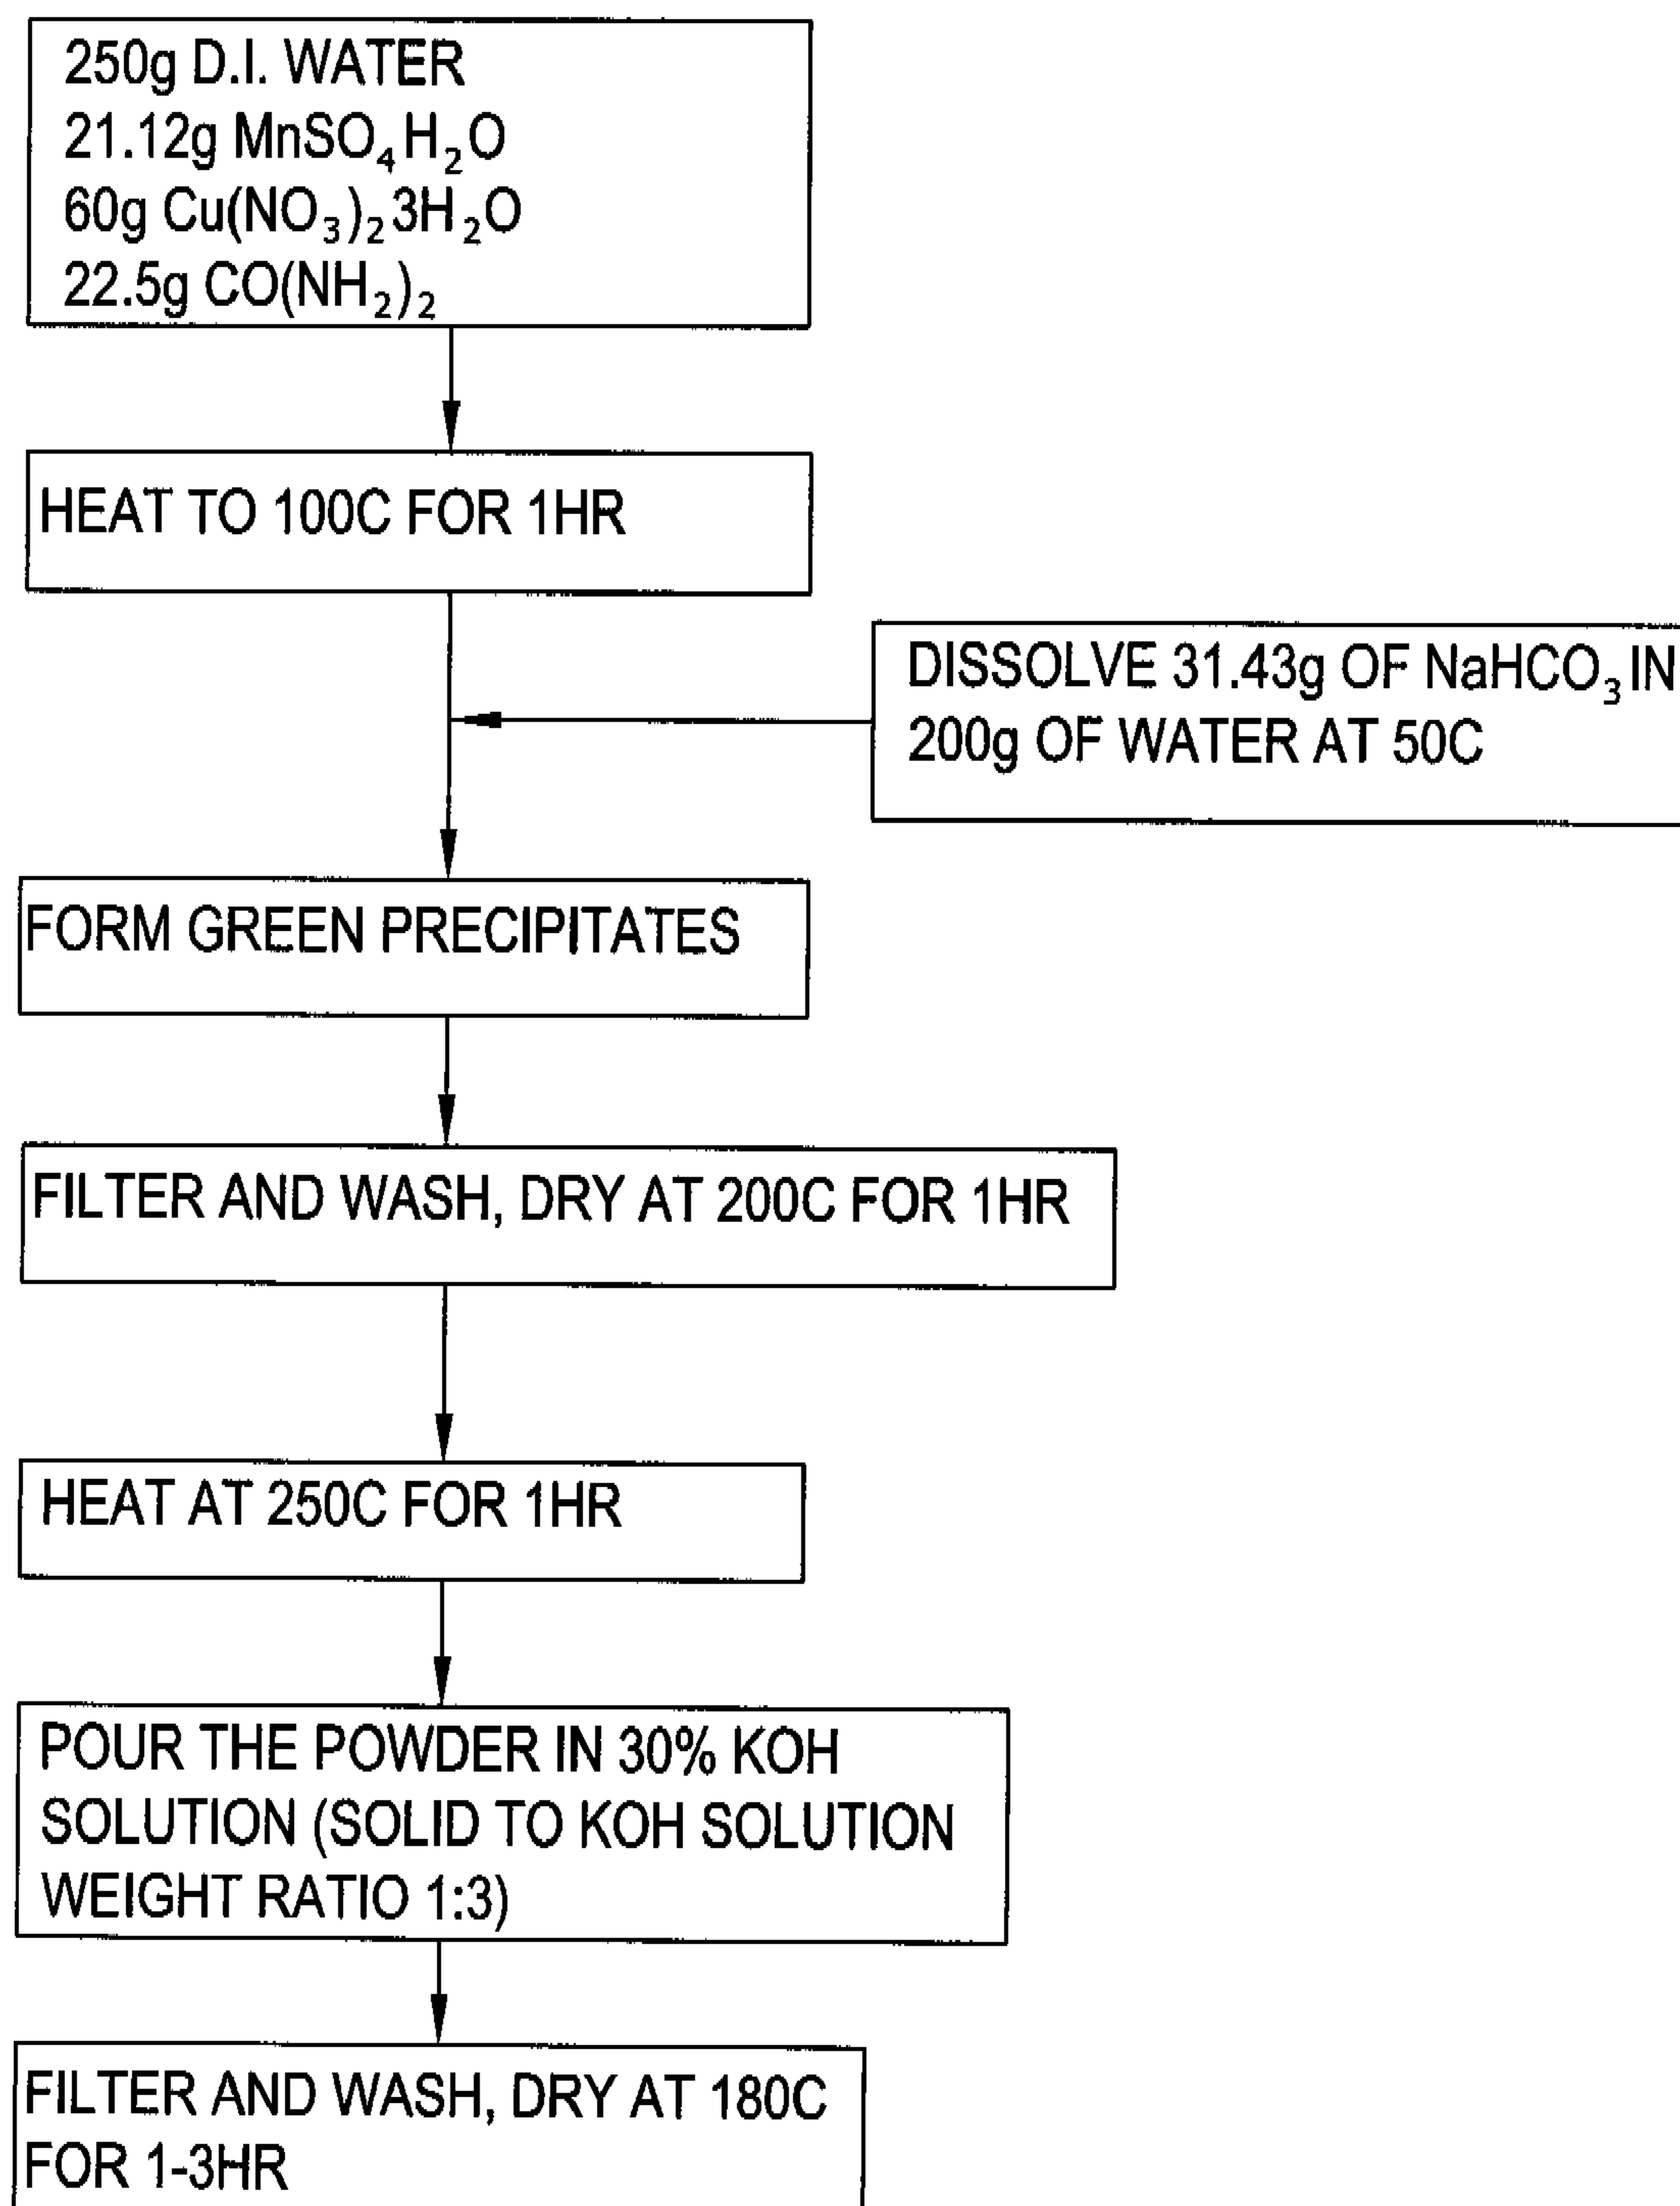 250g D.I. WATER
21.12g MnSO₄H₂O
60g Cu(NO₃)₂3H₂O
22.5g CO(NH₂)₂
HEAT TO 100C FOR 1HR
DISSOLVE 31.43g OF NaHCO₃ IN
200g OF WATER AT 50C
FORM GREEN PRECIPITATES
FILTER AND WASH, DRY AT 200C FOR 1HR
HEAT AT 250C FOR 1HR
POUR THE POWDER IN 30% KOH
SOLUTION (SOLID TO KOH SOLUTION
WEIGHT RATIO 1:3)
FILTER AND WASH, DRY AT 180C
FOR 1-3HR